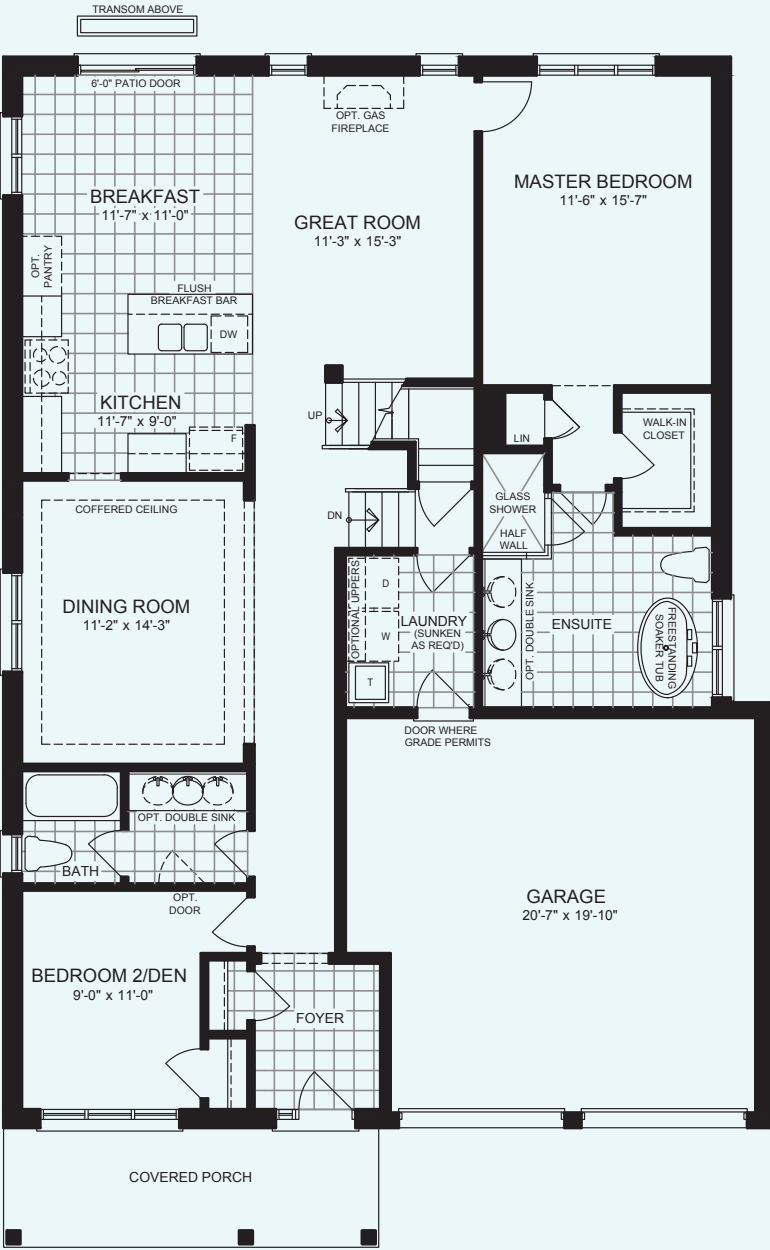 TRANSOM ABOVE
6'-0" PATIO DOOR
OPT. GAS
FIREPLACE
BREAKFAST
11'-7" x 11'-0"
GREAT ROOM
11'-3" x 15'-3"
MASTER BEDROOM
11'-6" x 15'-7"
OPT.
PANTRY
FLUSH
BREAKFAST BAR
DW
KITCHEN
11'-7" x 9'-0"
F
UP
LIN
WALK-IN
CLOSET
COFFERED CEILING
DN
GLASS
SHOWER
HALF
WALL
DINING ROOM
11'-2" x 14'-3"
OPTIONAL UPPERS
D
W
T
LAUNDRY
(SUNKEN
AS REQ'D)
OPT. DOUBLE SINK
ENSUITE
FREESTANDING
SOAKER TUB
DOOR WHERE
GRADE PERMITS
OPT. DOUBLE SINK
BATH
OPT.
DOOR
GARAGE
20'-7" x 19'-10"
BEDROOM 2/DEN
9'-0" x 11'-0"
FOYER
COVERED PORCH